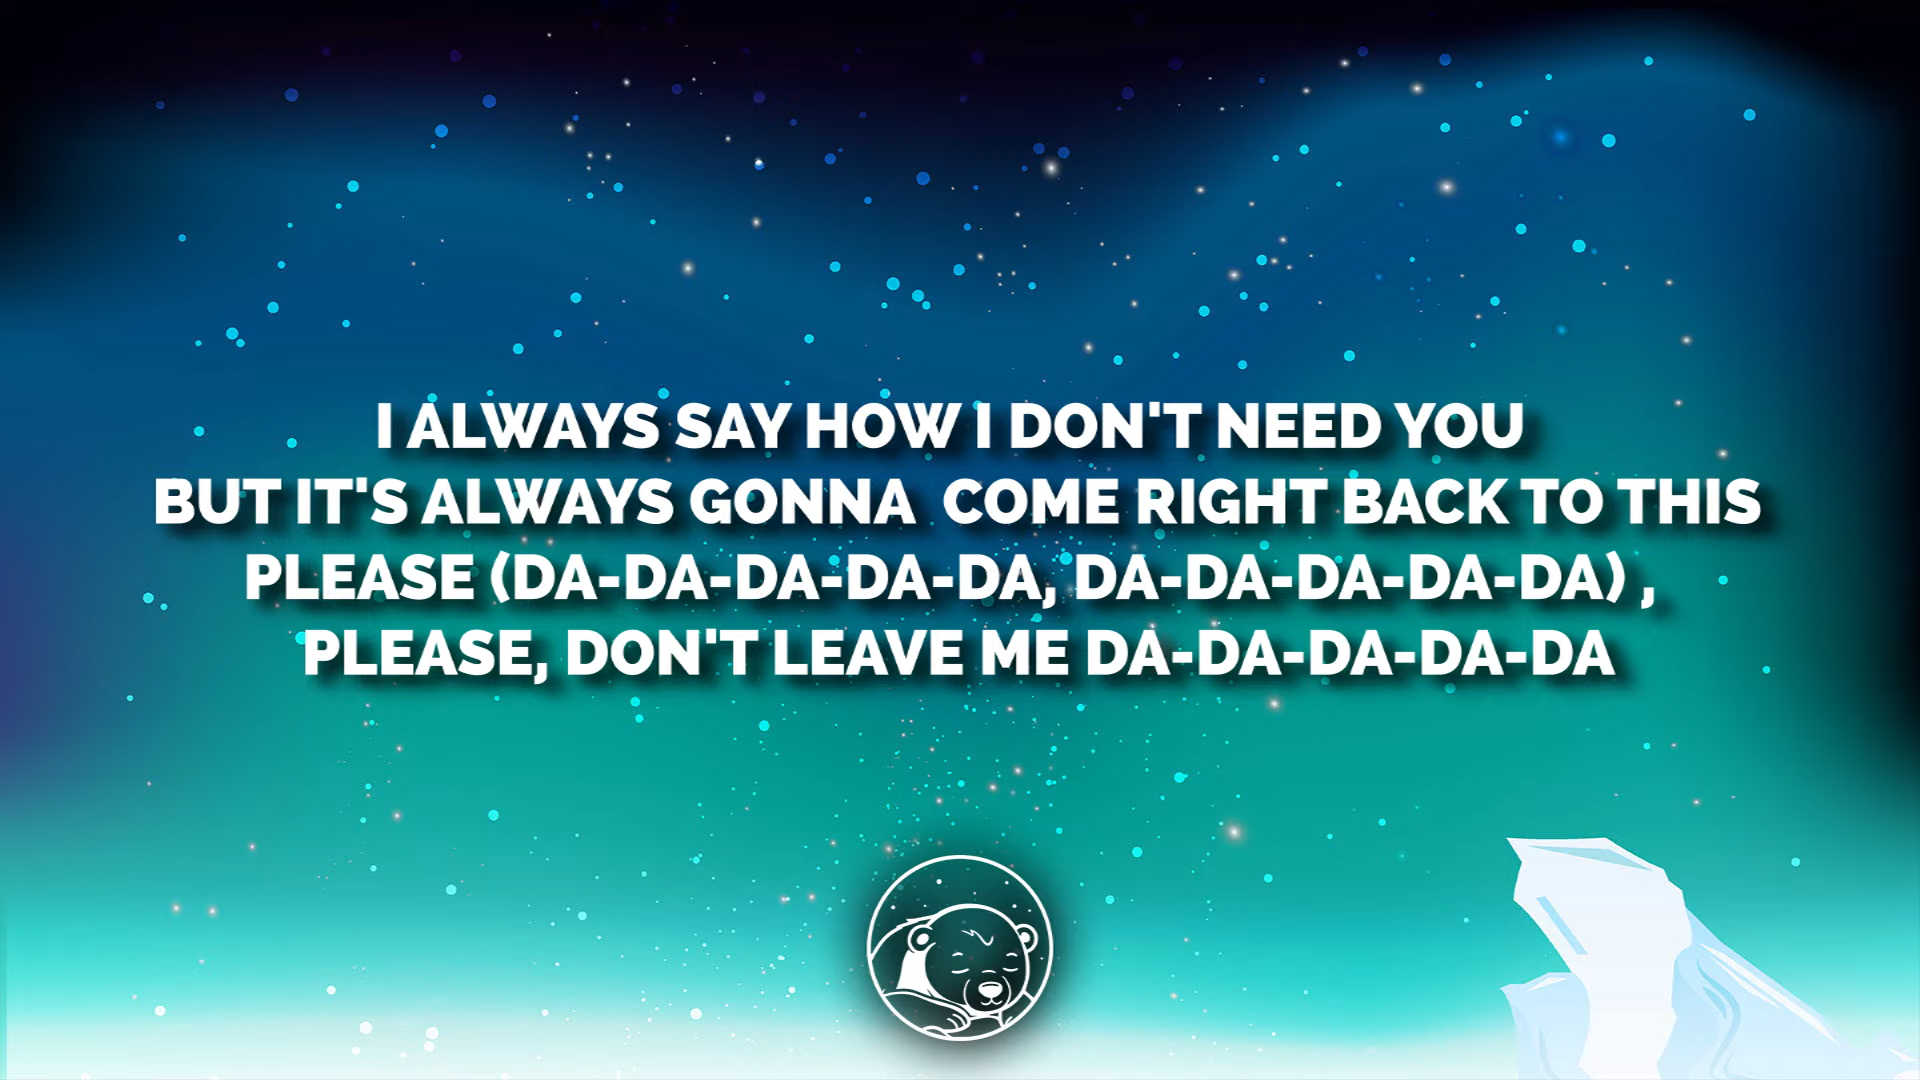 I ALWAYS SAY HOW I DON'T NEED YOU
BUT IT'S ALWAYS GONNA  COME RIGHT BACK TO THIS
PLEASE (DA-DA-DA-DA-DA, DA-DA-DA-DA-DA) ,
PLEASE, DON'T LEAVE ME DA-DA-DA-DA-DA